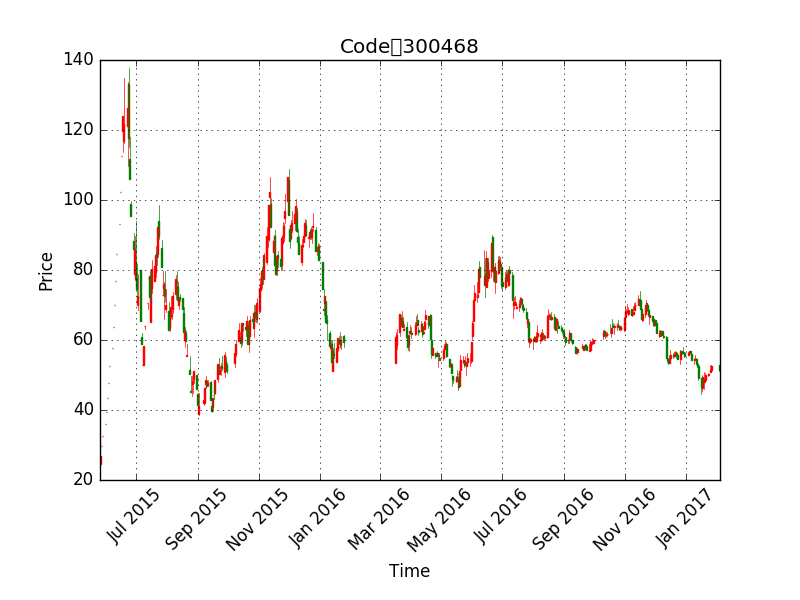 Code▯300468
140
120
100
80
60
40
20
Price
Jul 2015
Sep 2015
Nov 2015
Jan 2016
Mar 2016
May 2016
Jul 2016
Sep 2016
Nov 2016
Jan 2017
Time